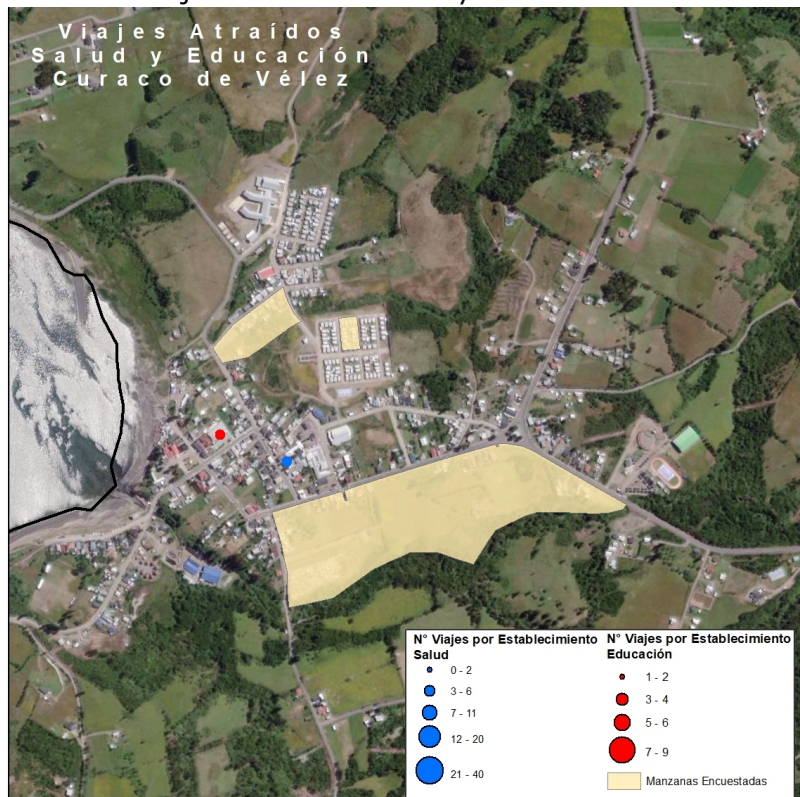 Viajes Atraídos
Salud y Educación
Curaco de Vélez
N° Viajes por Establecimiento
Salud
0 - 2
3 - 6
7 - 11
12 - 20
21 - 40
N° Viajes por Establecimiento
Educación
1 - 2
3 - 4
5 - 6
7 - 9
Manzanas Encuestadas